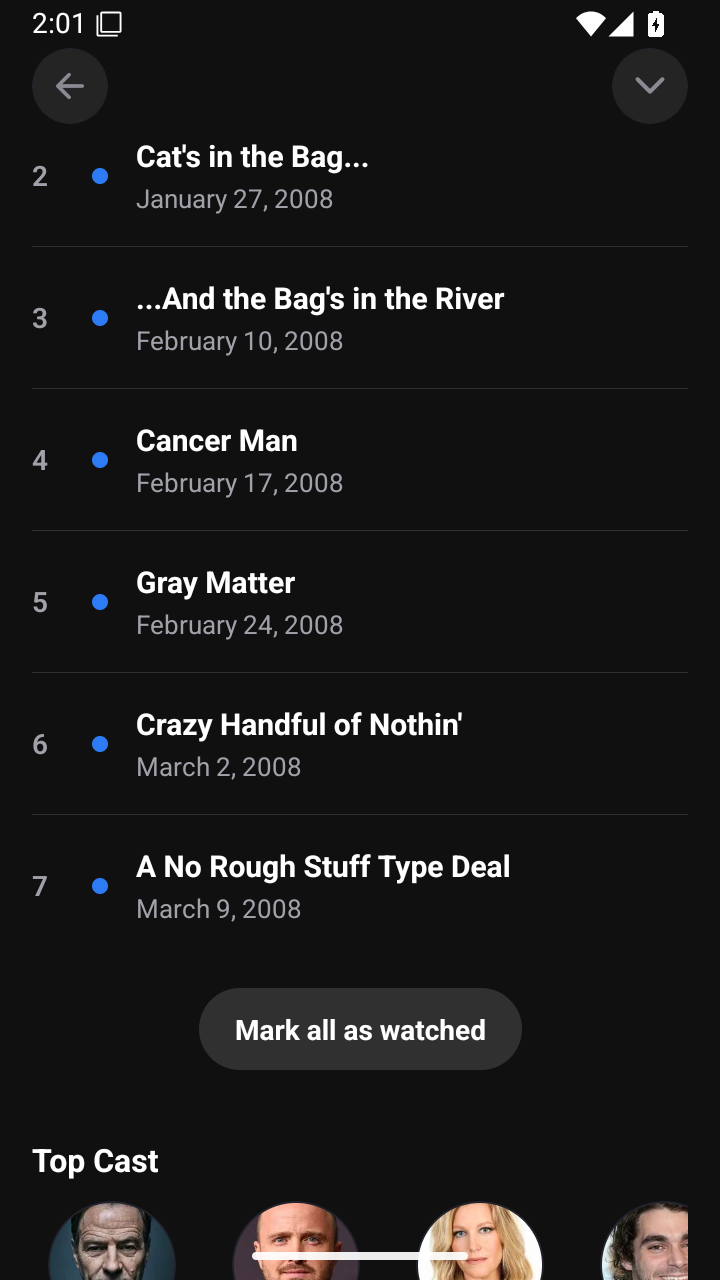 2:01
2
Cat's in the Bag...
January 27, 2008
3
...And the Bag's in the River
February 10, 2008
4
Cancer Man
February 17, 2008
5
Gray Matter
February 24, 2008
6
Crazy Handful of Nothin'
March 2, 2008
7
A No Rough Stuff Type Deal
March 9, 2008
Mark all as watched
Top Cast